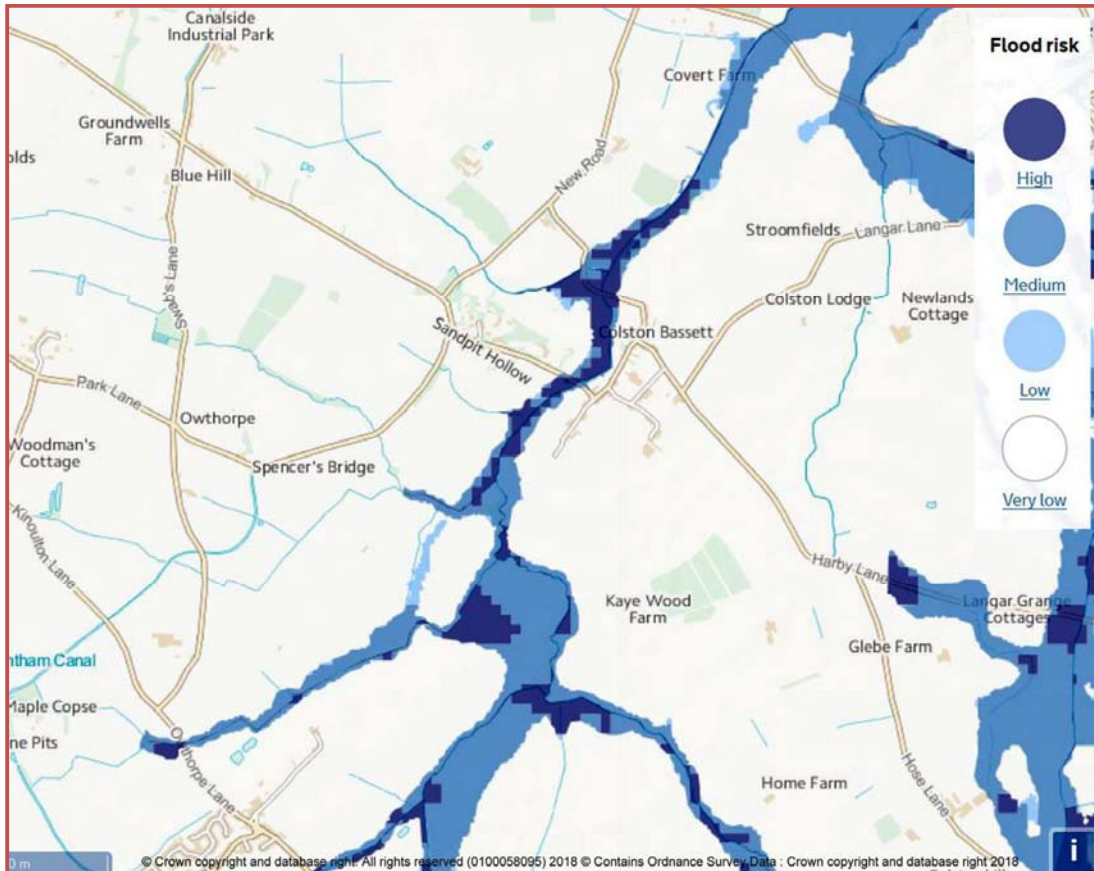 Canalside
Industrial Park
Covert Farm
Groundwells
Farm
olds
Blue Hill
New Road
Stroomfields
Langar Lane
Swab's Lane
Colston Lodge
Newlands
Cottage
Sandpit Hollow
Colston Bassett
Park Lane
Owthorpe
Woodman's
Cottage
Spencer's Bridge
Kinoulton Lane
Harby Lane
Kaye Wood
Farm
Langar Grange
Cottages
Glebe Farm
ntham Canal
Maple Copse
ne Pits
Owthorpe Lane
Home Farm
Hose Lane
Flood risk
High
Medium
Low
Very low
0 m
© Crown copyright and database right. All rights reserved (0100058095) 2018 © Contains Ordnance Survey Data : Crown copyright and database right 2018
i